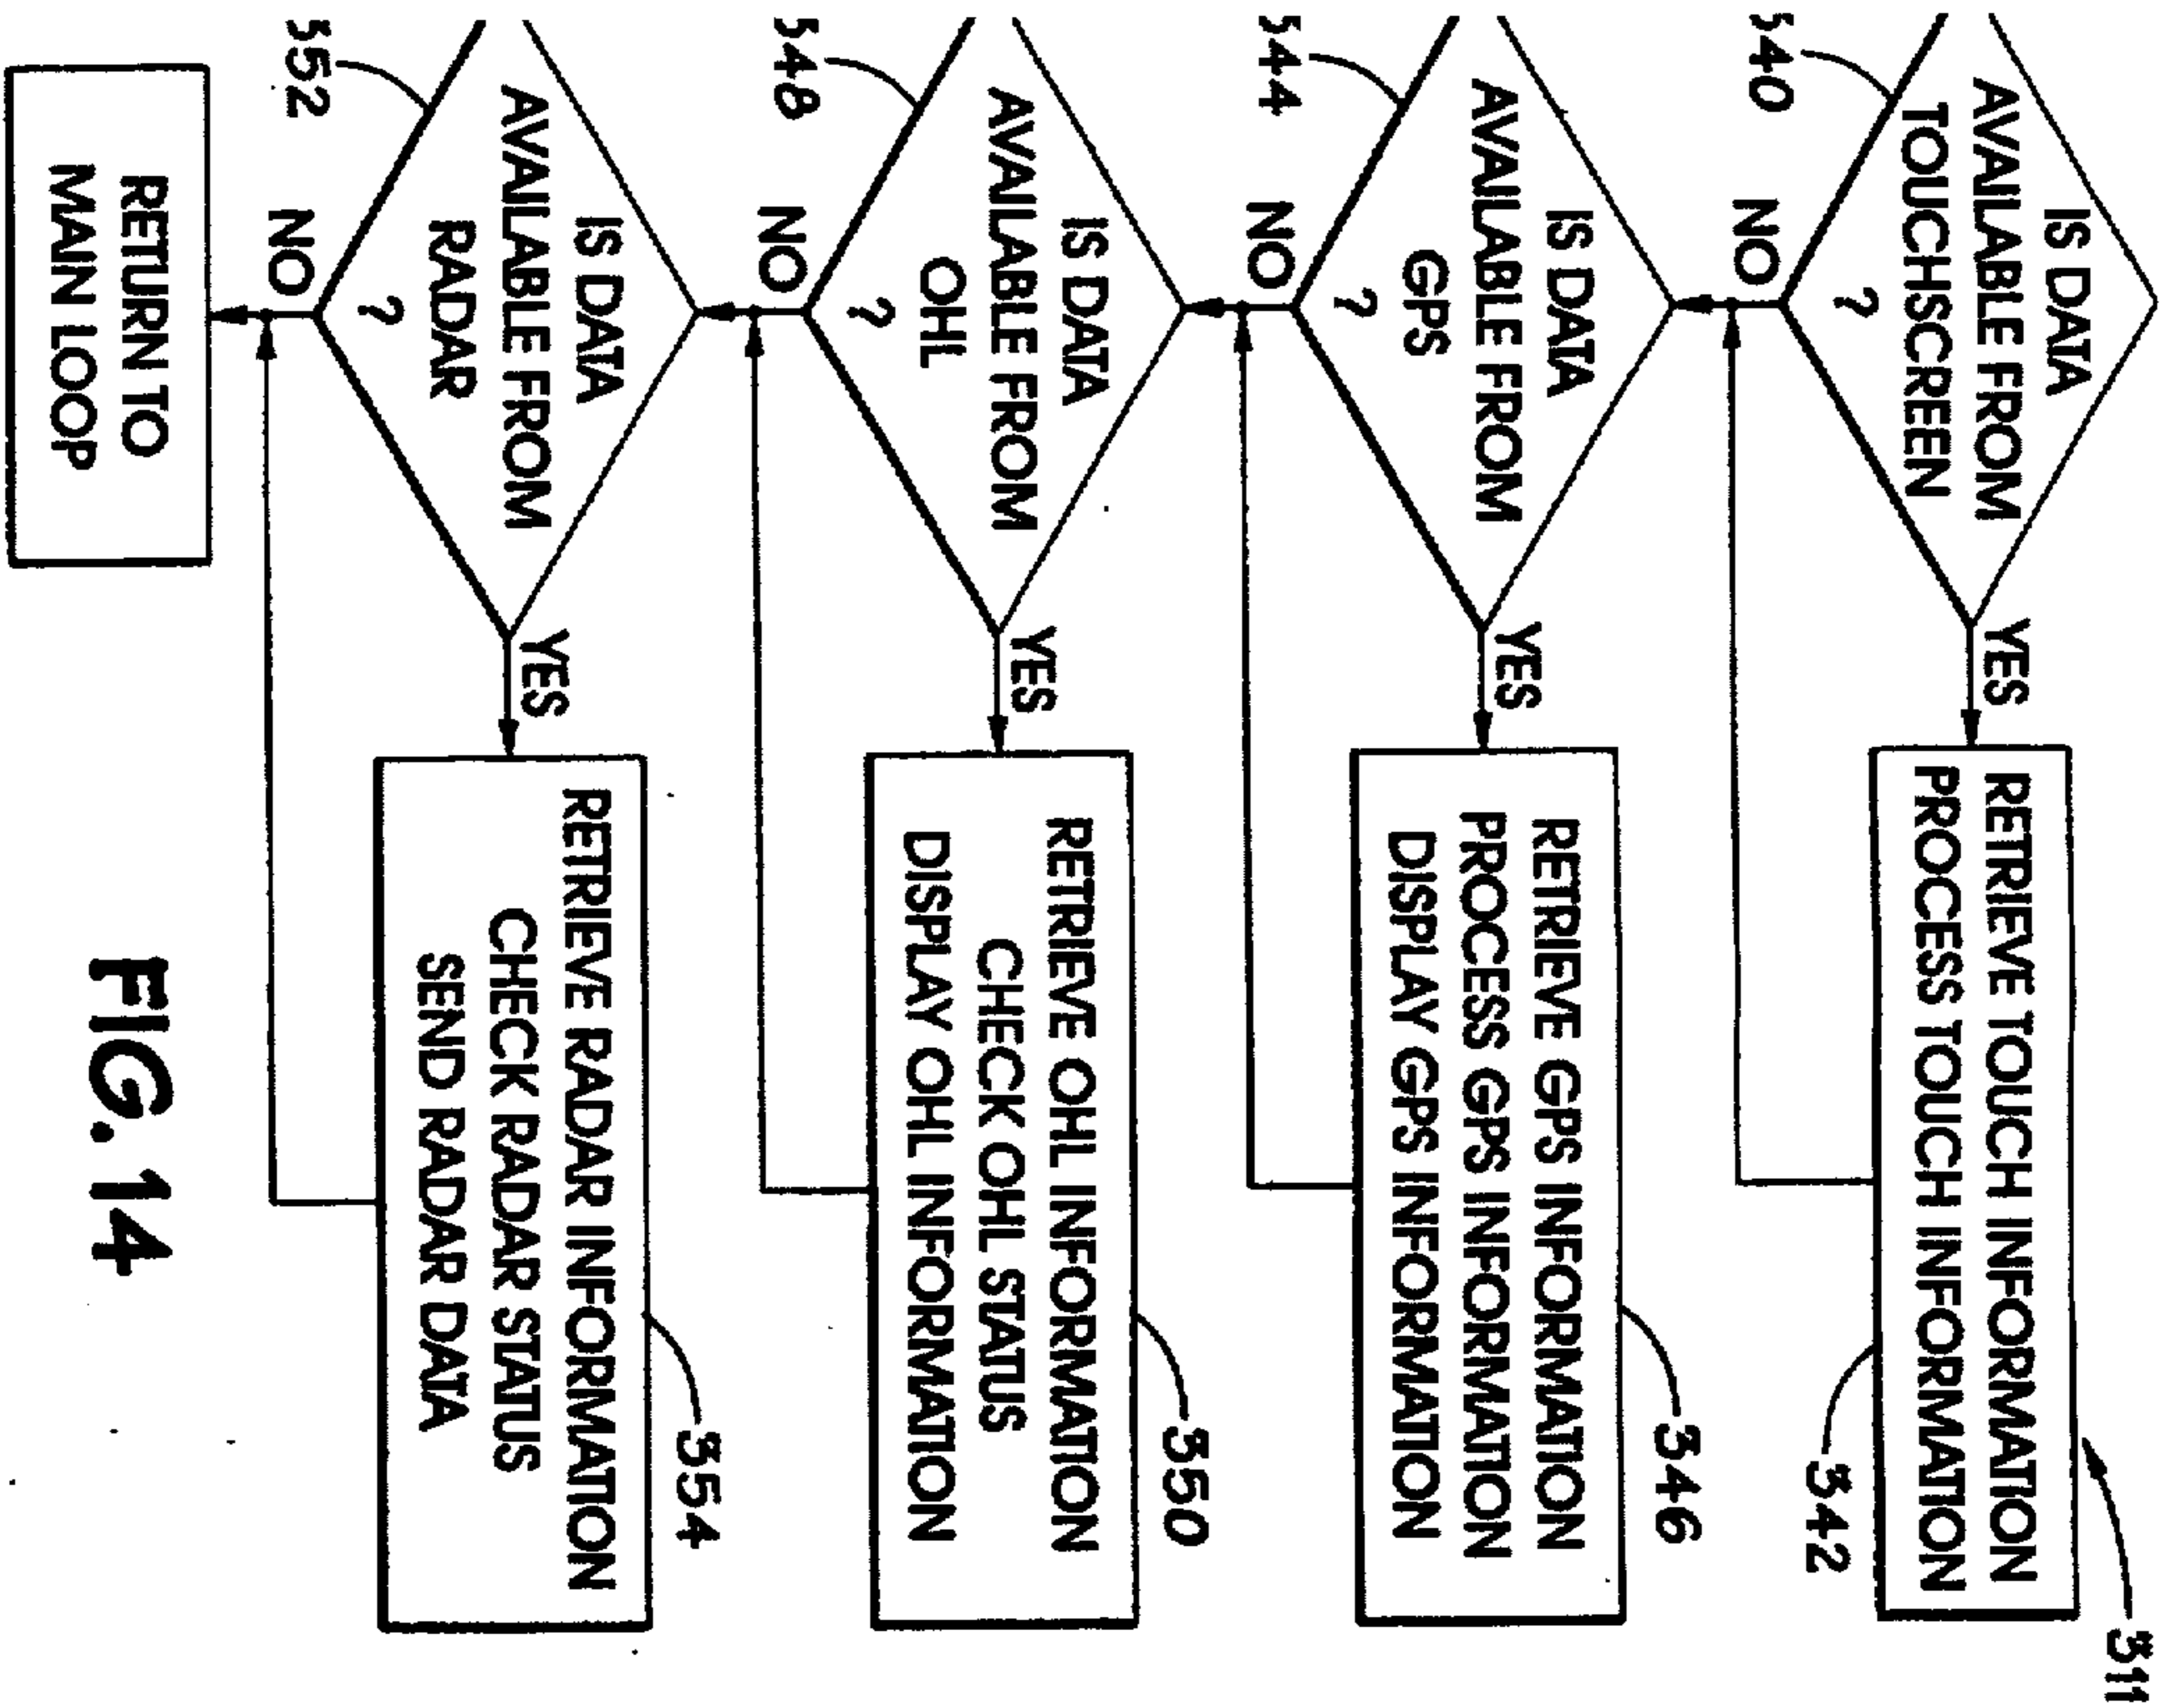 311
IS DATA
AVAILABLE FROM
TOUCHSCREEN
?
340
YES
NO
RETRIEVE TOUCH INFORMATION
PROCESS TOUCH INFORMATION
342
IS DATA
AVAILABLE FROM
GPS
?
344
YES
NO
RETRIEVE GPS INFORMATION
PROCESS GPS INFORMATION
DISPLAY GPS INFORMATION
346
IS DATA
AVAILABLE FROM
OHL
?
348
YES
NO
RETRIEVE OHL INFORMATION
CHECK OHL STATUS
DISPLAY OHL INFORMATION
350
IS DATA
AVAILABLE FROM
RADAR
?
352
YES
NO
RETRIEVE RADAR INFORMATION
CHECK RADAR STATUS
SEND RADAR DATA
354
RETURN TO
MAIN LOOP
FIG. 14